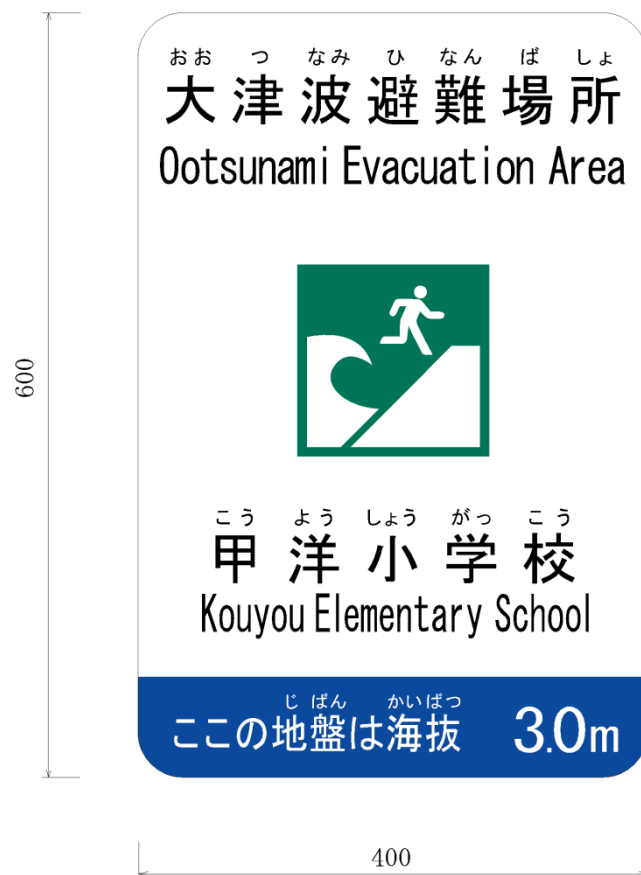 おお つ なみ ひ なん ば しょ
大津波避難場所
Ootsunami Evacuation Area
600
こう よう しょう がっ こう
甲洋小学校
Kouyou Elementary School
じ ばん かいばつ
ここの地盤は海抜 3.0m
400